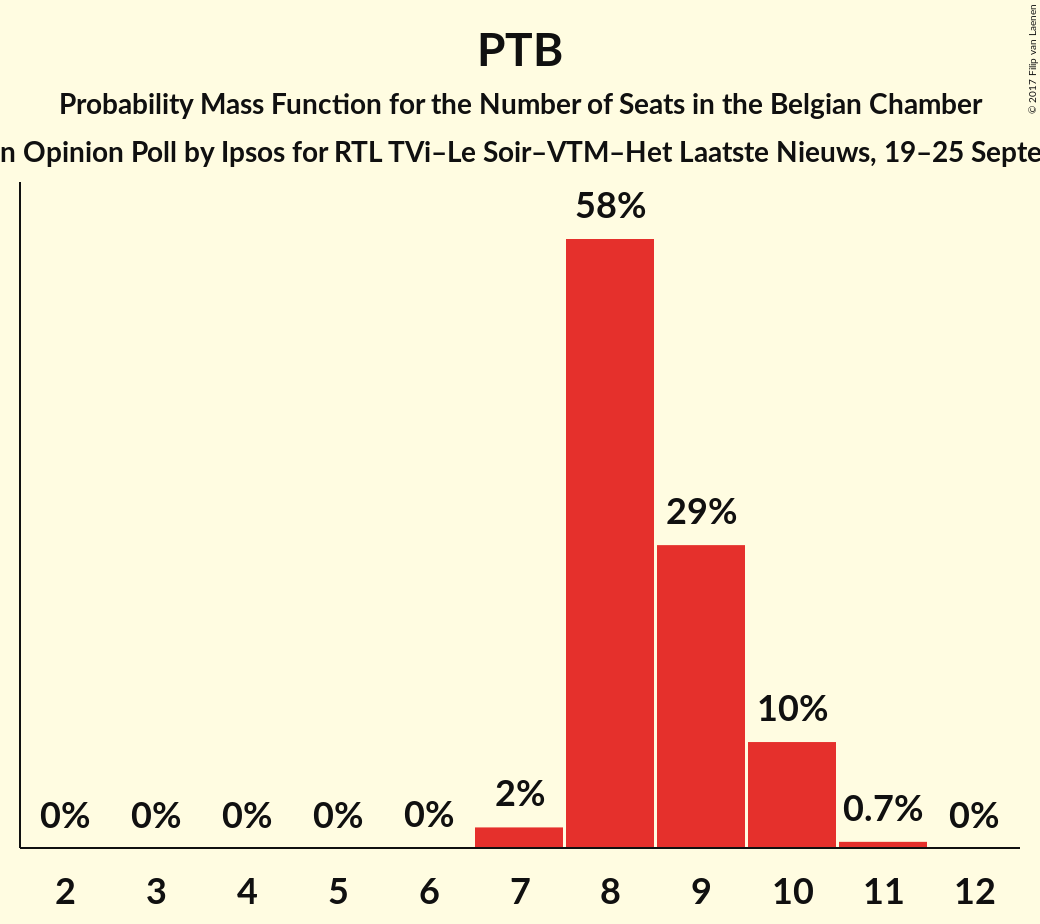 PTB
Probability Mass Function for the Number of Seats in the Belgian Chamber
n Opinion Poll by Ipsos for RTL TVi–Le Soir–VTM–Het Laatste Nieuws, 19–25 Septe
© 2017 Filip van Laenen
58%
29%
10%
2%
0.7%
0% 0% 0% 0% 0% 0%
2 3 4 5 6 7 8 9 10 11 12